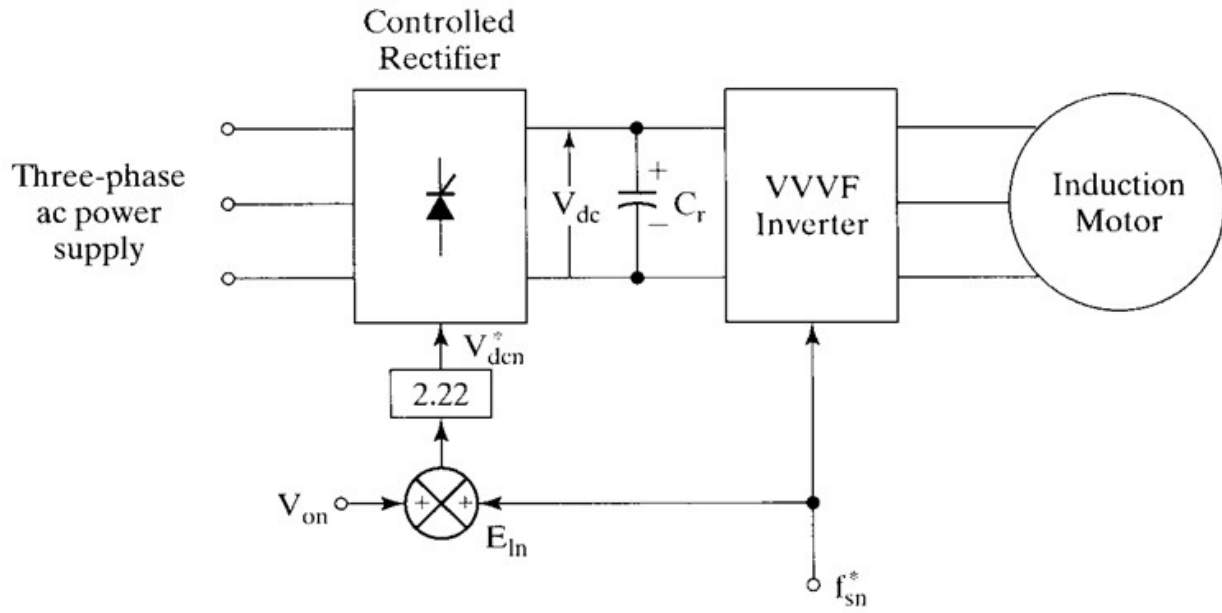 Controlled
Rectifier
Three-phase
ac power
supply
V_dc
+
−
C_r
VVVF
Inverter
Induction
Motor
V*_dcn
2.22
V_on
+ +
E_ln
f*_sn